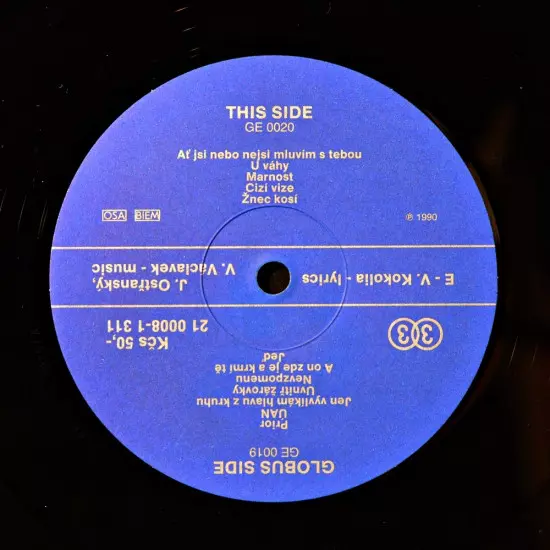 THIS SIDE
GE 0020
Ať jsi nebo nejsi mluvím s tebou
U váhy
Marnost
Cizí vize
Žnec kosí
OSA BIEM
℗ 1990
E - V. Kokolia - lyrics
J. Ostřanský,
V. Václavek - music
33
Kčs 50,-
21 0008-1 311
GLOBUS SIDE
GE 0019
Prior
UAN
Jen vyvlíkám hlavu z kruhu
Uvnitř žárovky
Nevzpomenu
A on zde je a krmí tě
Jeď